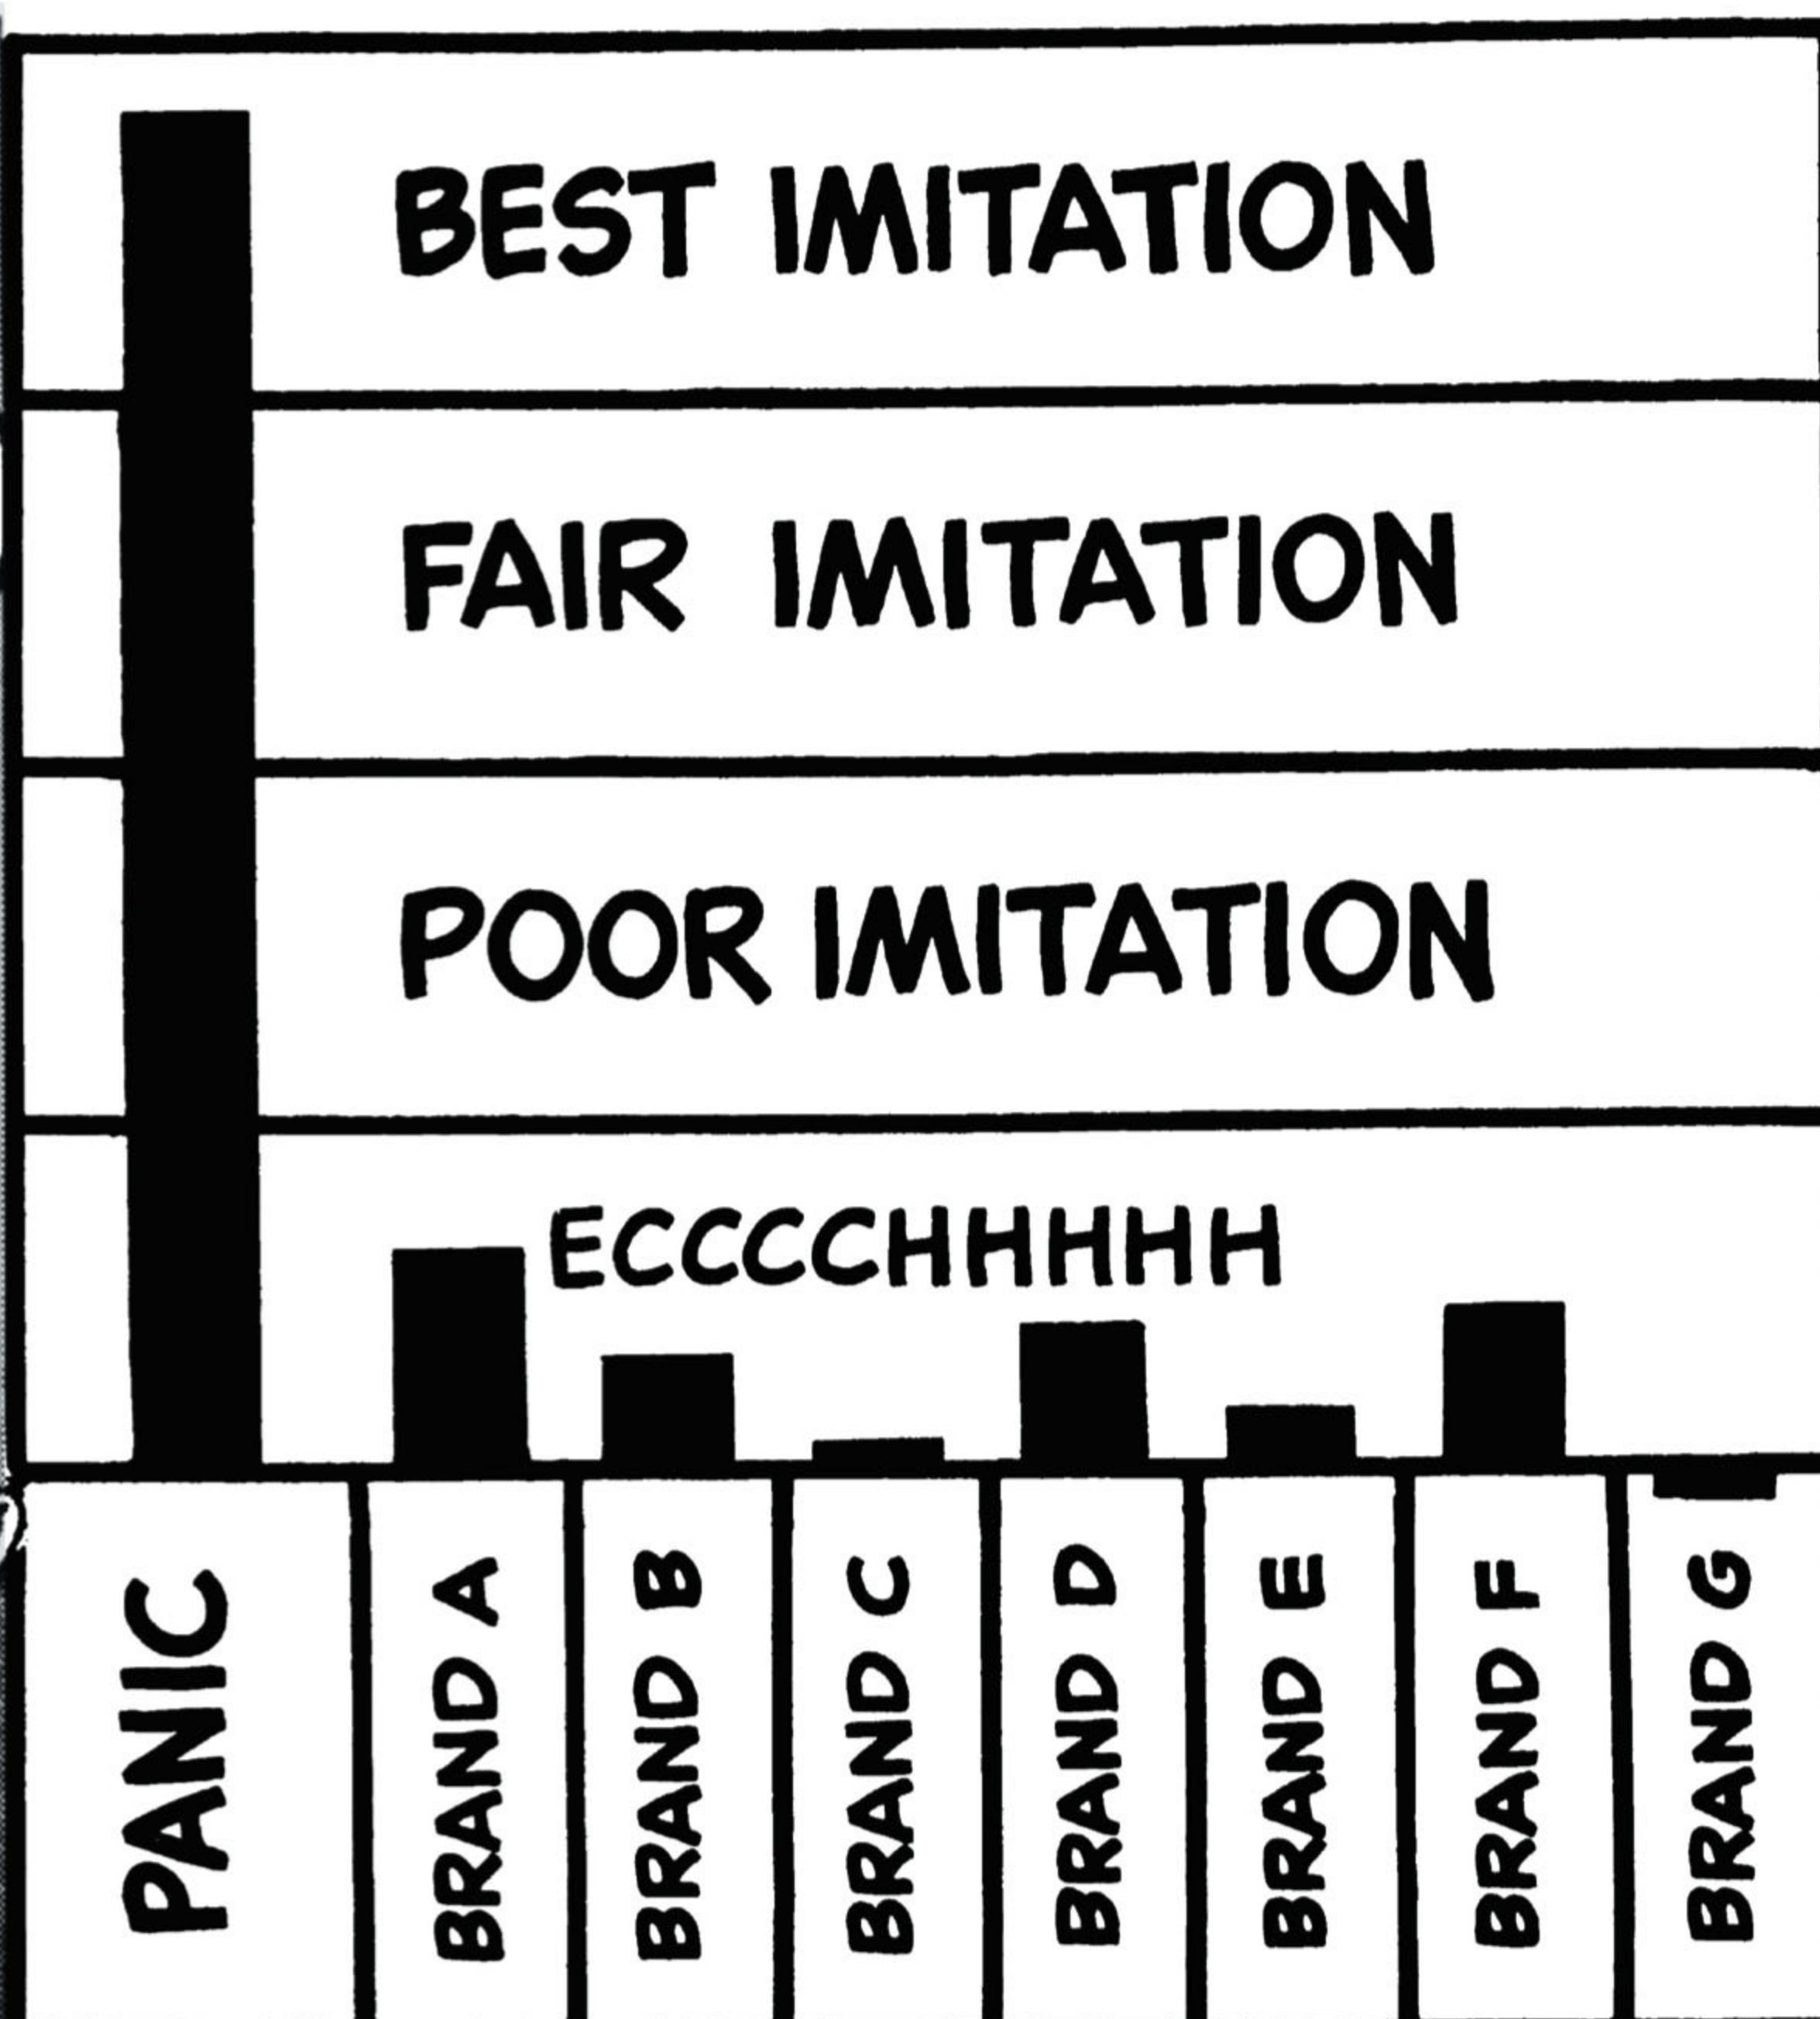 BEST IMITATION
FAIR IMITATION
POOR IMITATION
ECCCCHHHHH
PANIC
BRAND A
BRAND B
BRAND C
BRAND D
BRAND E
BRAND F
BRAND G